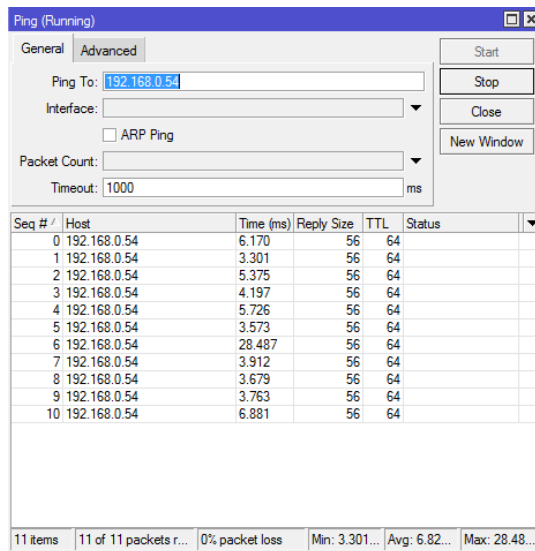 Ping (Running)
General Advanced
Start
Ping To: 192.168.0.54
Stop
Interface:
Close
ARP Ping
New Window
Packet Count:
Timeout: 1000 ms
Seq # Host Time (ms) Reply Size TTL Status
0 192.168.0.54 6.170 56 64
1 192.168.0.54 3.301 56 64
2 192.168.0.54 5.375 56 64
3 192.168.0.54 4.197 56 64
4 192.168.0.54 5.726 56 64
5 192.168.0.54 3.573 56 64
6 192.168.0.54 28.487 56 64
7 192.168.0.54 3.912 56 64
8 192.168.0.54 3.679 56 64
9 192.168.0.54 3.763 56 64
10 192.168.0.54 6.881 56 64
11 items 11 of 11 packets r... 0% packet loss Min: 3.301... Avg: 6.82... Max: 28.48...